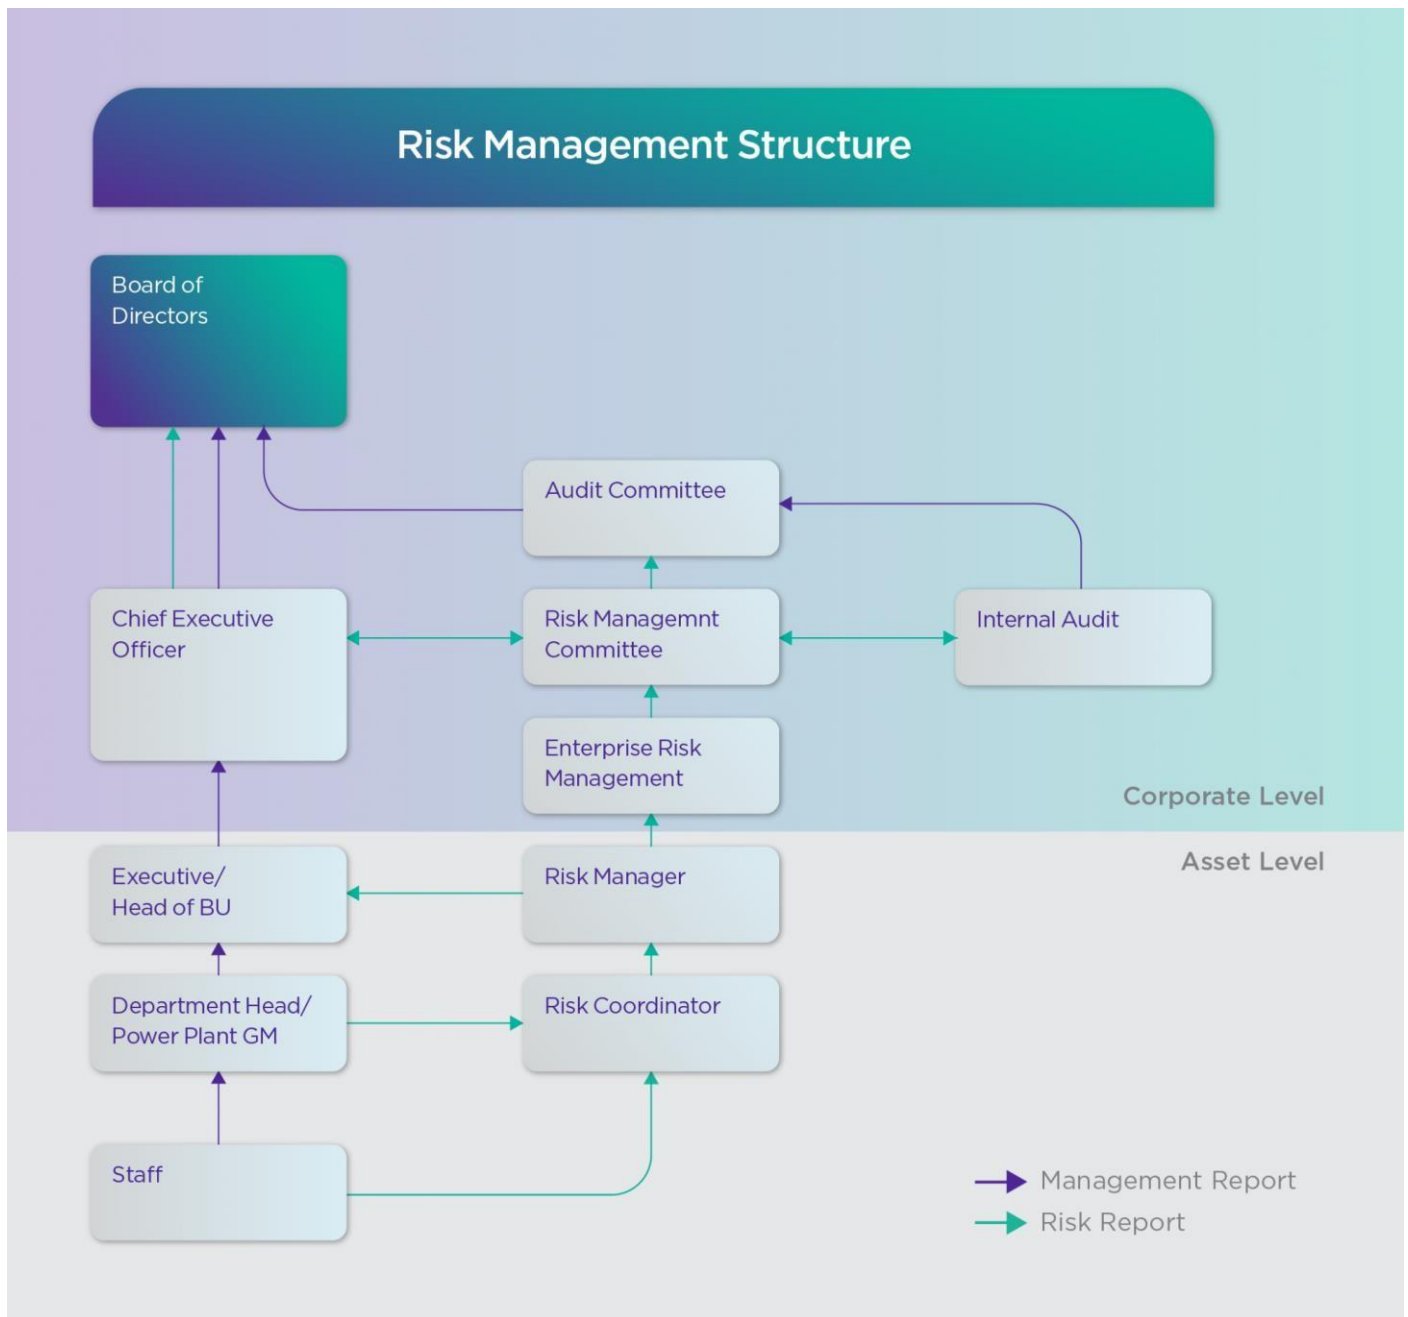 Risk Management Structure
Board of
Directors
Audit Committee
Chief Executive
Officer
Risk Managemnt
Committee
Internal Audit
Enterprise Risk
Management
Corporate Level
Asset Level
Executive/
Head of BU
Risk Manager
Department Head/
Power Plant GM
Risk Coordinator
Staff
Management Report
Risk Report